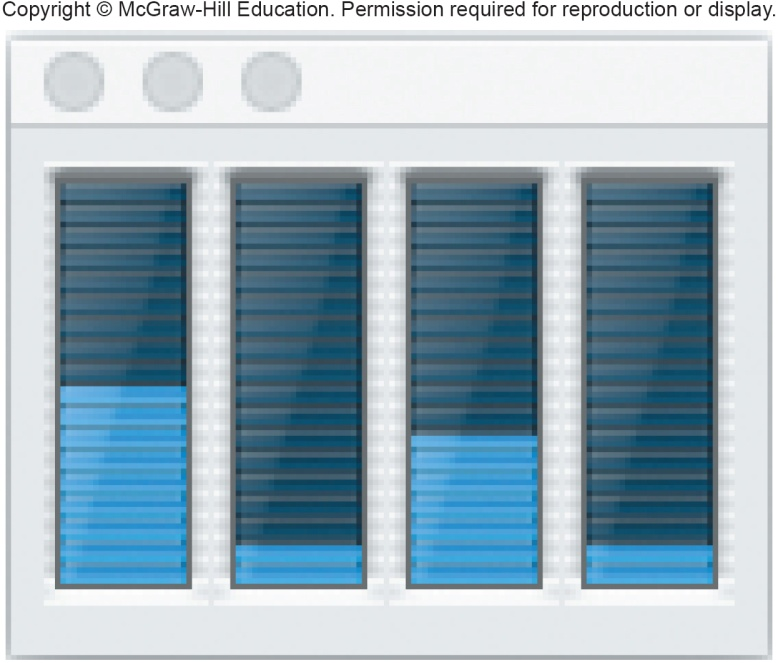 Copyright © McGraw-Hill Education. Permission required for reproduction or display.